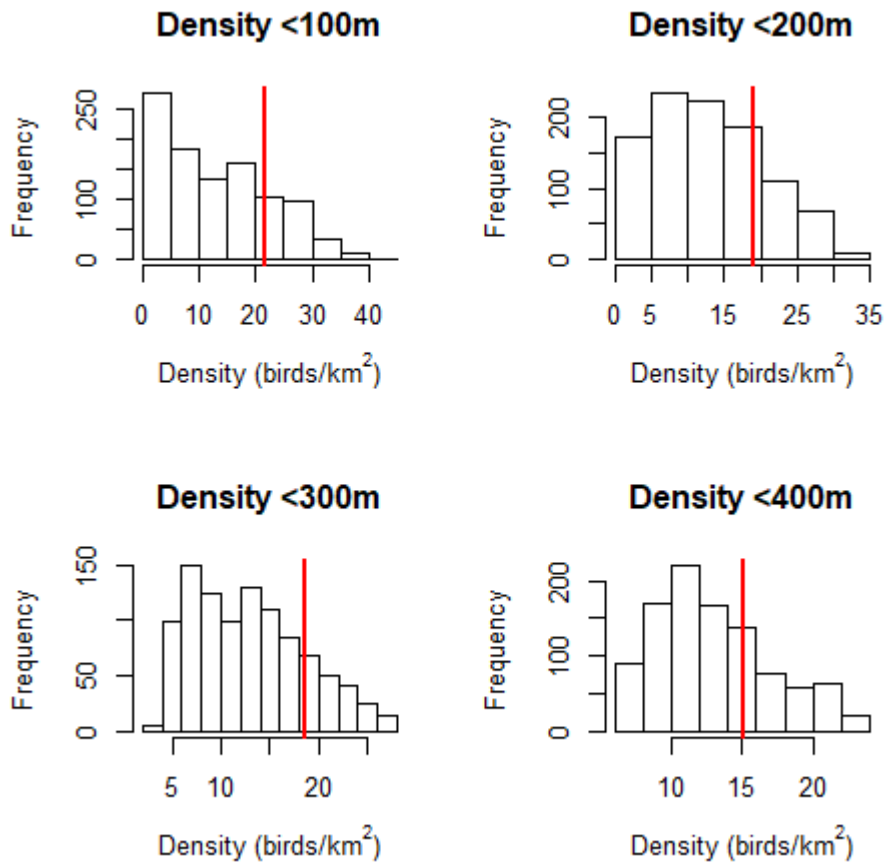 Density <100m
Frequency
0 100 250
0 10 20 30 40
Density (birds/km²)
Density <200m
Frequency
0 100 200
0 5 15 25 35
Density (birds/km²)
Density <300m
Frequency
0 50 100 150
5 10 20
Density (birds/km²)
Density <400m
Frequency
0 100 200
10 15 20
Density (birds/km²)